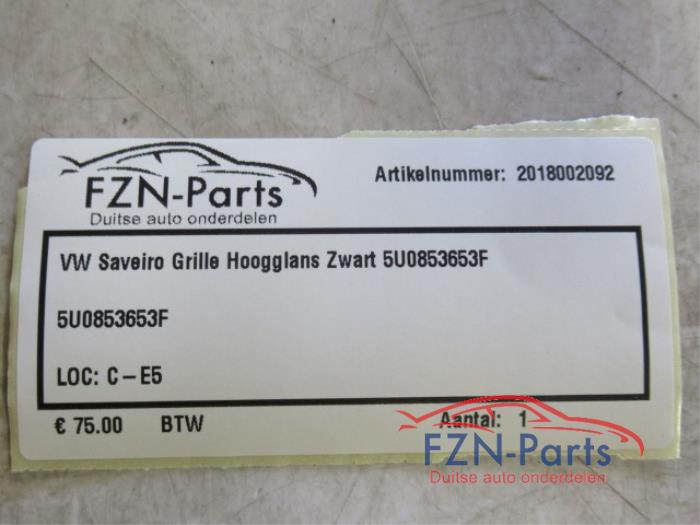 FZN-Parts
Duitse auto onderdelen
Artikelnummer: 2018002092
VW Saveiro Grille Hoogglans Zwart 5U0853653F
5U0853653F
LOC: C-E5
€ 75.00 BTW Aantal: 1
FZN-Parts
Duitse auto onderdelen